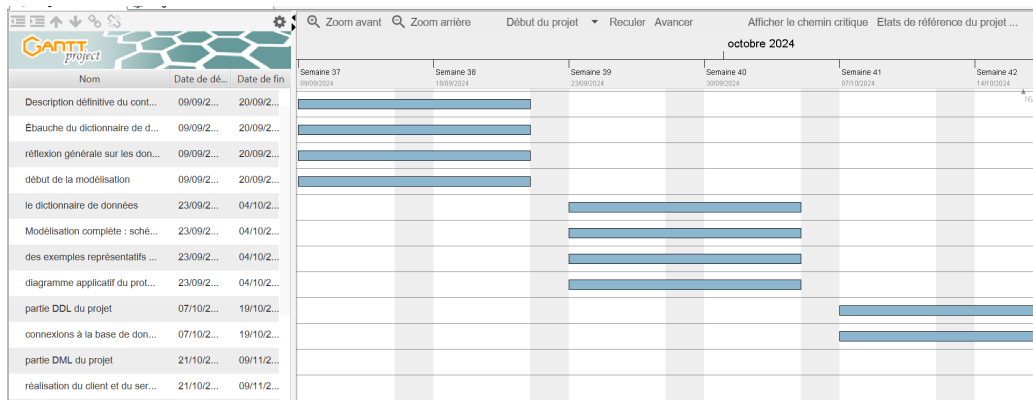 Zoom avant Zoom arrière Début du projet Reculer Avancer Afficher le chemin critique Etats de référence du projet ...
GANTT project
octobre 2024
Nom Date de dé... Date de fin
Semaine 37 Semaine 38 Semaine 39 Semaine 40 Semaine 41 Semaine 42
09/09/2024 16/09/2024 23/09/2024 30/09/2024 07/10/2024 14/10/2024
Description définitive du cont... 09/09/2... 20/09/2...
Ébauche du dictionnaire de d... 09/09/2... 20/09/2...
réflexion générale sur les don... 09/09/2... 20/09/2...
début de la modélisation 09/09/2... 20/09/2...
le dictionnaire de données 23/09/2... 04/10/2...
Modélisation complète : sché... 23/09/2... 04/10/2...
des exemples représentatifs ... 23/09/2... 04/10/2...
diagramme applicatif du prot... 23/09/2... 04/10/2...
partie DDL du projet 07/10/2... 19/10/2...
connexions à la base de don... 07/10/2... 19/10/2...
partie DML du projet 21/10/2... 09/11/2...
réalisation du client et du ser... 21/10/2... 09/11/2...